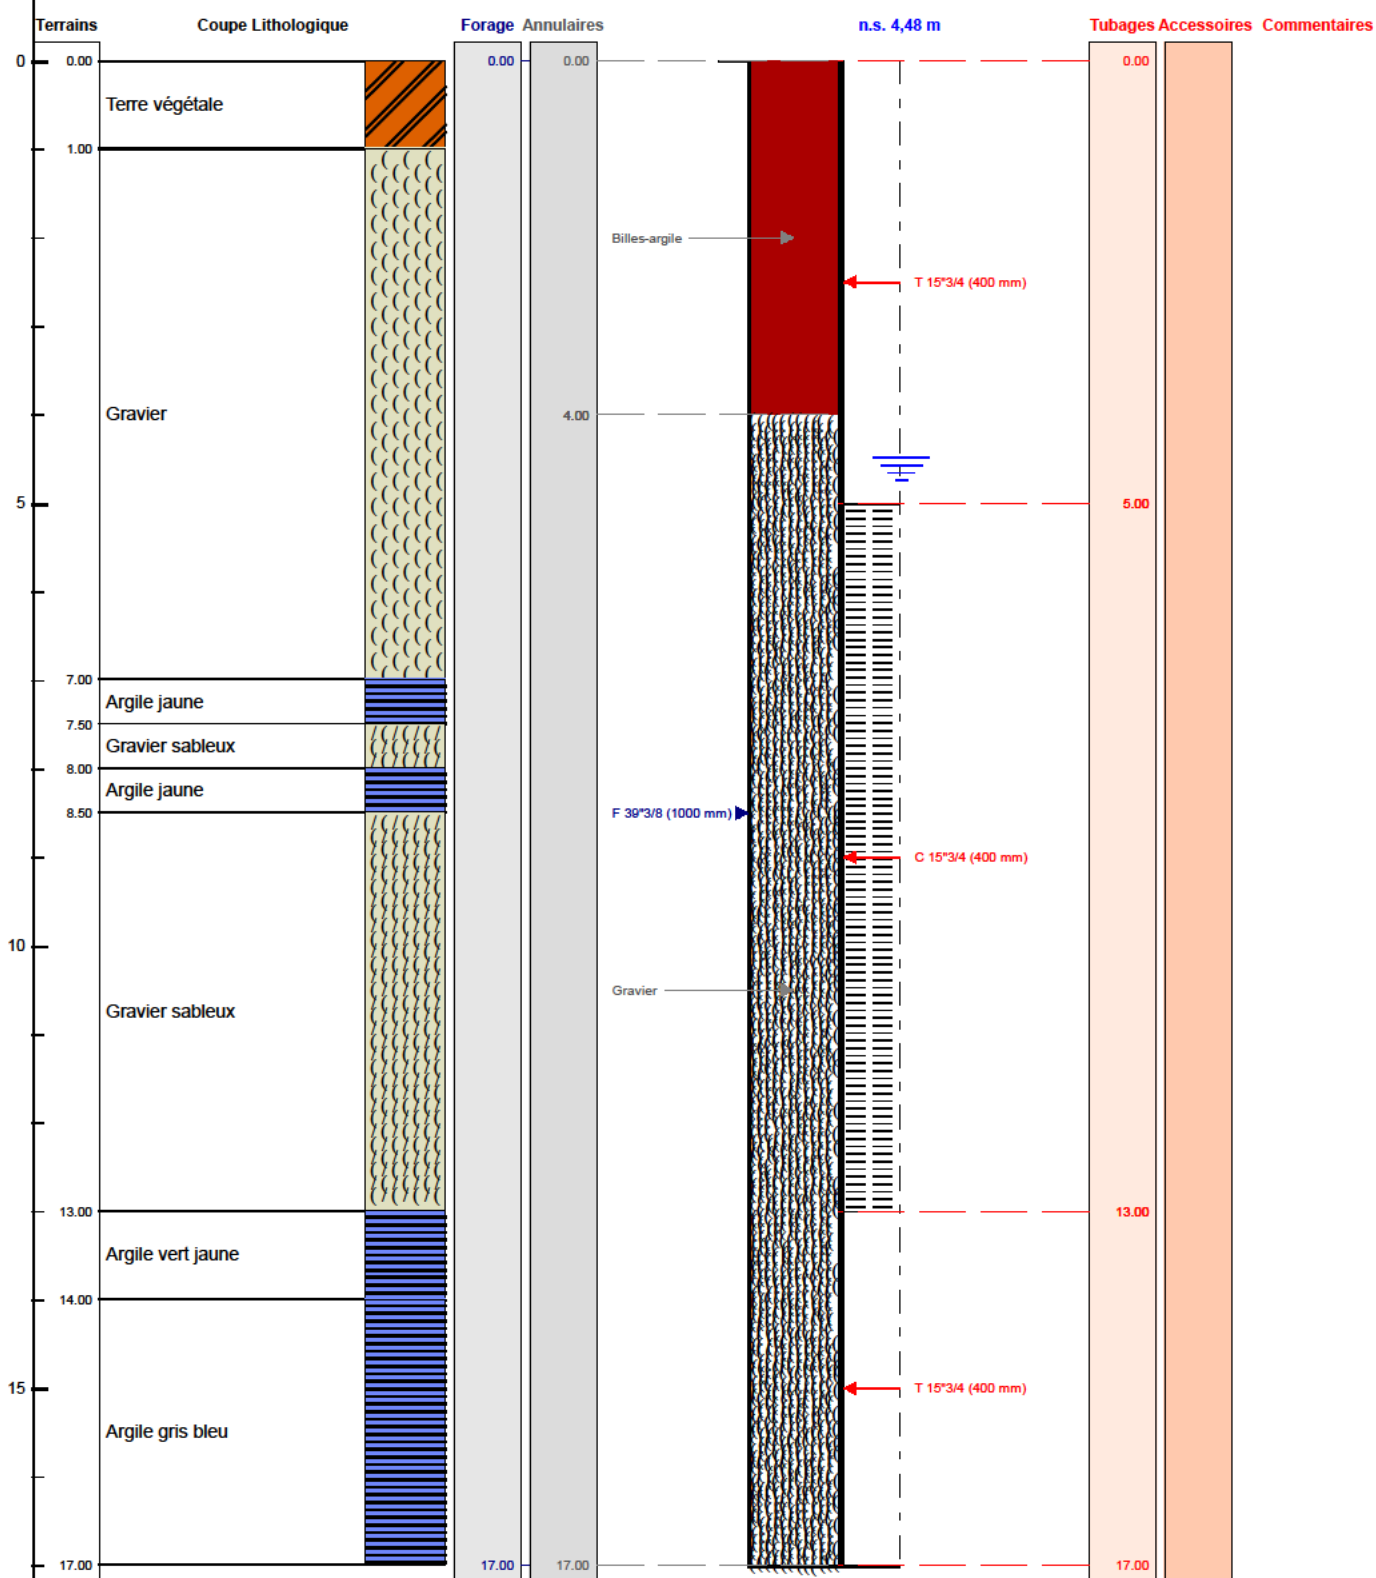 Terrains Coupe Lithologique Forage Annulaires n.s. 4,48 m Tubages Accessoires Commentaires
0 0.00 0.00 0.00 0.00
Terre végétale
1.00
Billes-argile
T 15"3/4 (400 mm)
Gravier 4.00
5 5.00
7.00
Argile jaune
7.50
Gravier sableux
8.00
Argile jaune
8.50 F 39"3/8 (1000 mm)
C 15"3/4 (400 mm)
10
Gravier
Gravier sableux
13.00 13.00
Argile vert jaune
14.00
15 T 15"3/4 (400 mm)
Argile gris bleu
17.00 17.00 17.00 17.00